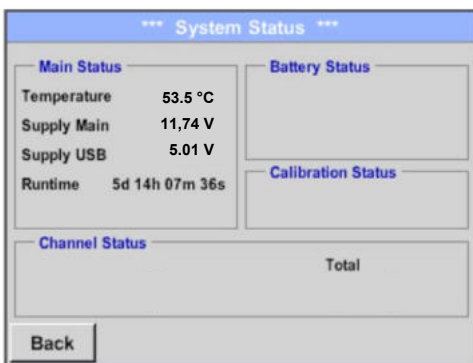 *** System Status ***
Main Status
Temperature 53.5 °C
Supply Main 11,74 V
Supply USB 5.01 V
Runtime 5d 14h 07m 36s
Battery Status
Calibration Status
Channel Status
Total
Back